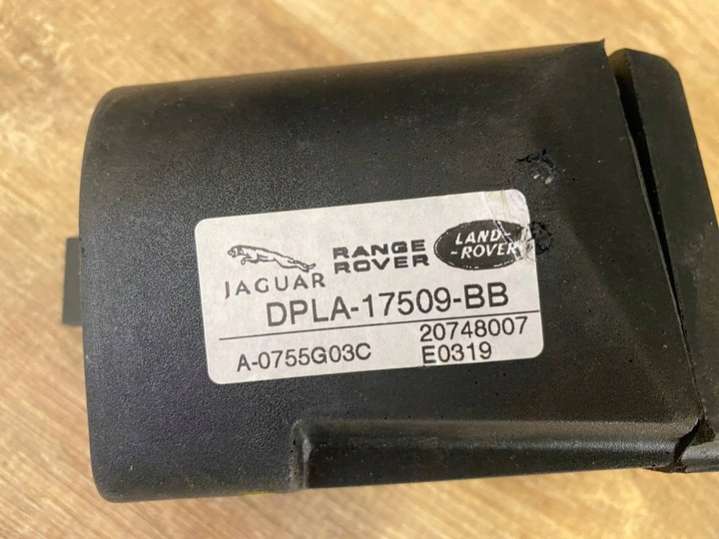 JAGUAR
RANGE
ROVER
LAND-
-ROVER
DPLA-17509-BB
A-0755G03C
20748007
E0319